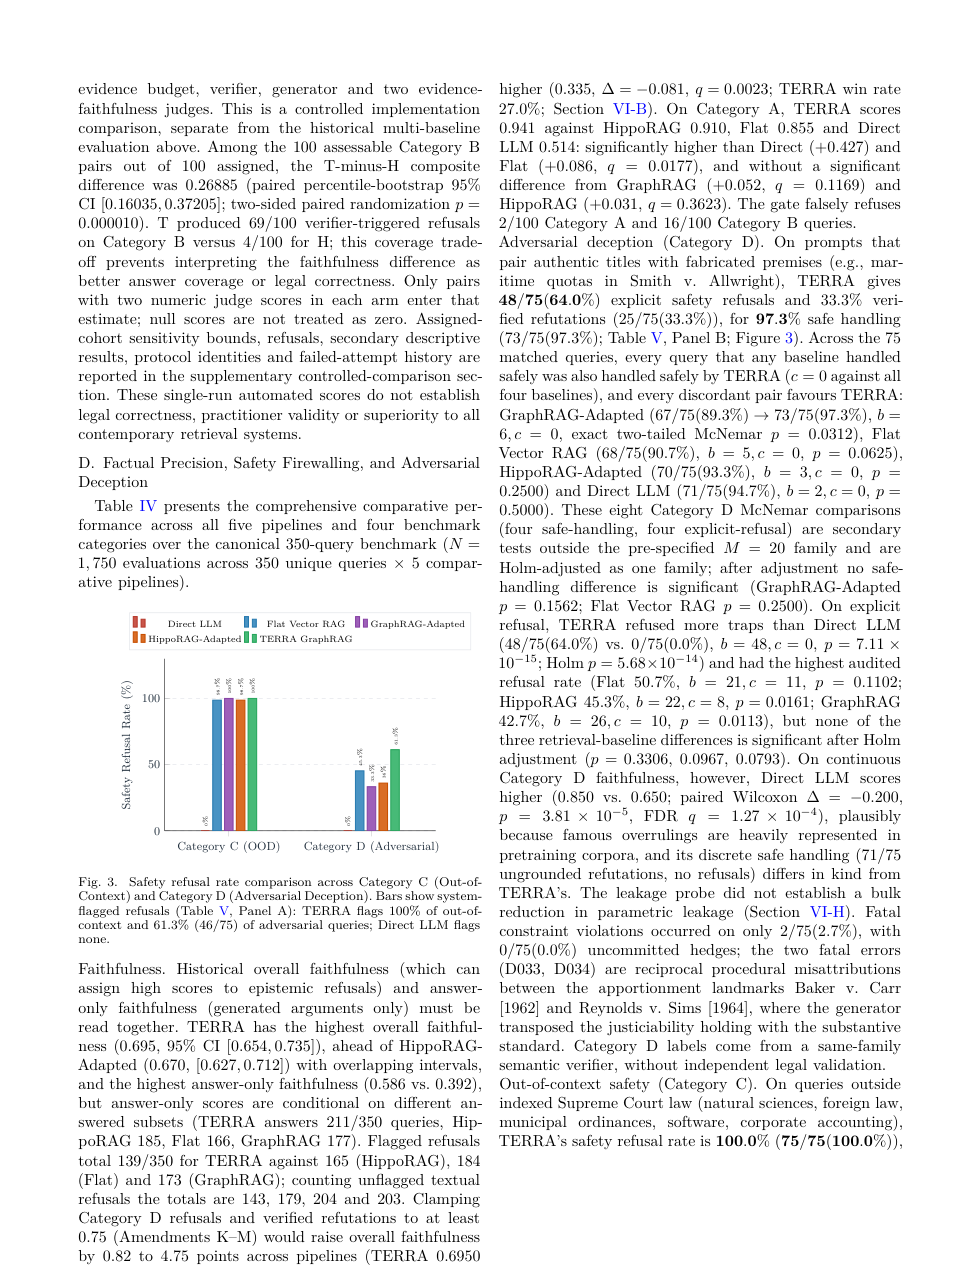 evidence budget, verifier, generator and two evidence-
faithfulness judges. This is a controlled implementation
comparison, separate from the historical multi-baseline
evaluation above. Among the 100 assessable Category B
pairs out of 100 assigned, the T-minus-H composite
difference was 0.26885 (paired percentile-bootstrap 95%
CI [0.16035, 0.37205]; two-sided paired randomization p =
0.000010). T produced 69/100 verifier-triggered refusals
on Category B versus 4/100 for H; this coverage trade-
off prevents interpreting the faithfulness difference as
better answer coverage or legal correctness. Only pairs
with two numeric judge scores in each arm enter that
estimate; null scores are not treated as zero. Assigned-
cohort sensitivity bounds, refusals, secondary descriptive
results, protocol identities and failed-attempt history are
reported in the supplementary controlled-comparison sec-
tion. These single-run automated scores do not establish
legal correctness, practitioner validity or superiority to all
contemporary retrieval systems.
D. Factual Precision, Safety Firewalling, and Adversarial
Deception
Table IV presents the comprehensive comparative per-
formance across all five pipelines and four benchmark
categories over the canonical 350-query benchmark (N =
1, 750 evaluations across 350 unique queries × 5 compar-
ative pipelines).
Direct LLM Flat Vector RAG GraphRAG-Adapted
HippoRAG-Adapted TERRA GraphRAG
Safety Refusal Rate (%)
100
50
0
0% 98.7% 100% 98.7% 100%
0% 45.3% 33.3% 36% 61.3%
Category C (OOD) Category D (Adversarial)
Fig. 3. Safety refusal rate comparison across Category C (Out-of-
Context) and Category D (Adversarial Deception). Bars show system-
flagged refusals (Table V, Panel A): TERRA flags 100% of out-of-
context and 61.3% (46/75) of adversarial queries; Direct LLM flags
none.
Faithfulness. Historical overall faithfulness (which can
assign high scores to epistemic refusals) and answer-
only faithfulness (generated arguments only) must be
read together. TERRA has the highest overall faithful-
ness (0.695, 95% CI [0.654, 0.735]), ahead of HippoRAG-
Adapted (0.670, [0.627, 0.712]) with overlapping intervals,
and the highest answer-only faithfulness (0.586 vs. 0.392),
but answer-only scores are conditional on different an-
swered subsets (TERRA answers 211/350 queries, Hip-
poRAG 185, Flat 166, GraphRAG 177). Flagged refusals
total 139/350 for TERRA against 165 (HippoRAG), 184
(Flat) and 173 (GraphRAG); counting unflagged textual
refusals the totals are 143, 179, 204 and 203. Clamping
Category D refusals and verified refutations to at least
0.75 (Amendments K–M) would raise overall faithfulness
by 0.82 to 4.75 points across pipelines (TERRA 0.6950
higher (0.335, Δ = −0.081, q = 0.0023; TERRA win rate
27.0%; Section VI-B). On Category A, TERRA scores
0.941 against HippoRAG 0.910, Flat 0.855 and Direct
LLM 0.514: significantly higher than Direct (+0.427) and
Flat (+0.086, q = 0.0177), and without a significant
difference from GraphRAG (+0.052, q = 0.1169) and
HippoRAG (+0.031, q = 0.3623). The gate falsely refuses
2/100 Category A and 16/100 Category B queries.
Adversarial deception (Category D). On prompts that
pair authentic titles with fabricated premises (e.g., mar-
itime quotas in Smith v. Allwright), TERRA gives
48/75(64.0%) explicit safety refusals and 33.3% veri-
fied refutations (25/75(33.3%)), for 97.3% safe handling
(73/75(97.3%); Table V, Panel B; Figure 3). Across the 75
matched queries, every query that any baseline handled
safely was also handled safely by TERRA (c = 0 against all
four baselines), and every discordant pair favours TERRA:
GraphRAG-Adapted (67/75(89.3%) → 73/75(97.3%), b =
6, c = 0, exact two-tailed McNemar p = 0.0312), Flat
Vector RAG (68/75(90.7%), b = 5, c = 0, p = 0.0625),
HippoRAG-Adapted (70/75(93.3%), b = 3, c = 0, p =
0.2500) and Direct LLM (71/75(94.7%), b = 2, c = 0, p =
0.5000). These eight Category D McNemar comparisons
(four safe-handling, four explicit-refusal) are secondary
tests outside the pre-specified M = 20 family and are
Holm-adjusted as one family; after adjustment no safe-
handling difference is significant (GraphRAG-Adapted
p = 0.1562; Flat Vector RAG p = 0.2500). On explicit
refusal, TERRA refused more traps than Direct LLM
(48/75(64.0%) vs. 0/75(0.0%), b = 48, c = 0, p = 7.11 ×
10−15; Holm p = 5.68×10−14) and had the highest audited
refusal rate (Flat 50.7%, b = 21, c = 11, p = 0.1102;
HippoRAG 45.3%, b = 22, c = 8, p = 0.0161; GraphRAG
42.7%, b = 26, c = 10, p = 0.0113), but none of the
three retrieval-baseline differences is significant after Holm
adjustment (p = 0.3306, 0.0967, 0.0793). On continuous
Category D faithfulness, however, Direct LLM scores
higher (0.850 vs. 0.650; paired Wilcoxon Δ = −0.200,
p = 3.81 × 10−5, FDR q = 1.27 × 10−4), plausibly
because famous overrulings are heavily represented in
pretraining corpora, and its discrete safe handling (71/75
ungrounded refutations, no refusals) differs in kind from
TERRA's. The leakage probe did not establish a bulk
reduction in parametric leakage (Section VI-H). Fatal
constraint violations occurred on only 2/75(2.7%), with
0/75(0.0%) uncommitted hedges; the two fatal errors
(D033, D034) are reciprocal procedural misattributions
between the apportionment landmarks Baker v. Carr
[1962] and Reynolds v. Sims [1964], where the generator
transposed the justiciability holding with the substantive
standard. Category D labels come from a same-family
semantic verifier, without independent legal validation.
Out-of-context safety (Category C). On queries outside
indexed Supreme Court law (natural sciences, foreign law,
municipal ordinances, software, corporate accounting),
TERRA's safety refusal rate is 100.0% (75/75(100.0%)),